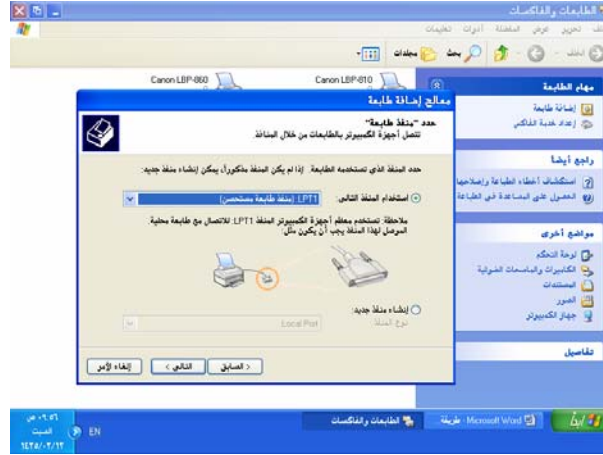 الطابعات والفاكسات
ملف تحرير عرض المفضلة أدوات تعليمات
الخلف بحث مجلدات
مهام الطابعة
إضافة طابعة
إعداد خدمة الفاكس
راجع أيضا
استكشاف أخطاء الطباعة وإصلاحها
الحصول على المساعدة في الطباعة
مواضع أخرى
لوحة التحكم
الكاميرات والماسحات الضوئية
المستندات
الصور
جهاز الكمبيوتر
تفاصيل
Canon LBP-810
Canon LBP-860
معالج إضافة طابعة
حدد "منفذ طابعة"
تتصل أجهزة الكمبيوتر بالطابعات من خلال المنافذ.
حدد المنفذ الذي تستخدمه الطابعة. إذا لم يكن المنفذ مذكوراً، يمكن إنشاء منفذ جديد.
استخدام المنفذ التالي: LPT1: (منفذ طابعة مستحسن)
ملاحظة: تستخدم معظم أجهزة الكمبيوتر المنفذ LPT1: للاتصال مع طابعة محلية.
الموصل لهذا المنفذ يجب أن يكون مثل:
إنشاء منفذ جديد:
نوع المنفذ: Local Port
< السابق التالي > إلغاء الأمر
ابدأ
Microsoft Word - طريقة...
الطابعات والفاكسات
EN
السبت